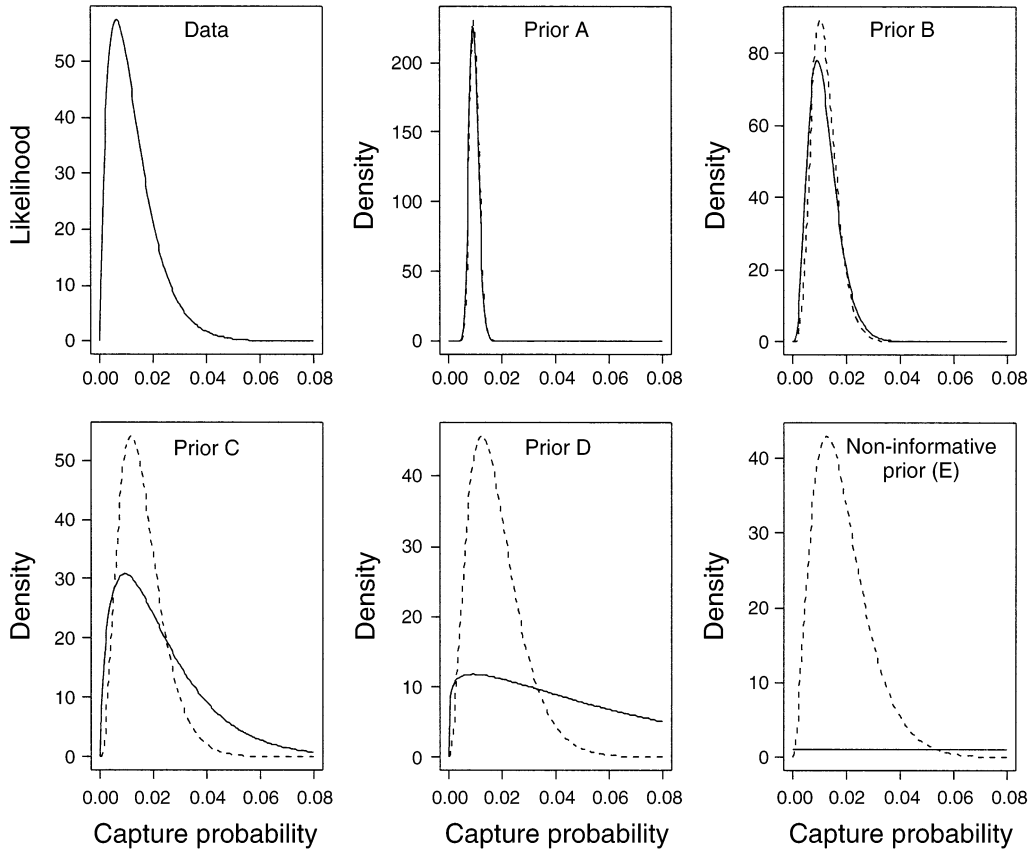 Data
Likelihood
50
40
30
20
10
0
0.00 0.02 0.04 0.06 0.08
Prior A
Density
200
150
100
50
0
0.00 0.02 0.04 0.06 0.08
Prior B
Density
80
60
40
20
0
0.00 0.02 0.04 0.06 0.08
Prior C
Density
50
40
30
20
10
0
0.00 0.02 0.04 0.06 0.08
Capture probability
Prior D
Density
40
30
20
10
0
0.00 0.02 0.04 0.06 0.08
Capture probability
Non-informative
prior (E)
Density
40
30
20
10
0
0.00 0.02 0.04 0.06 0.08
Capture probability